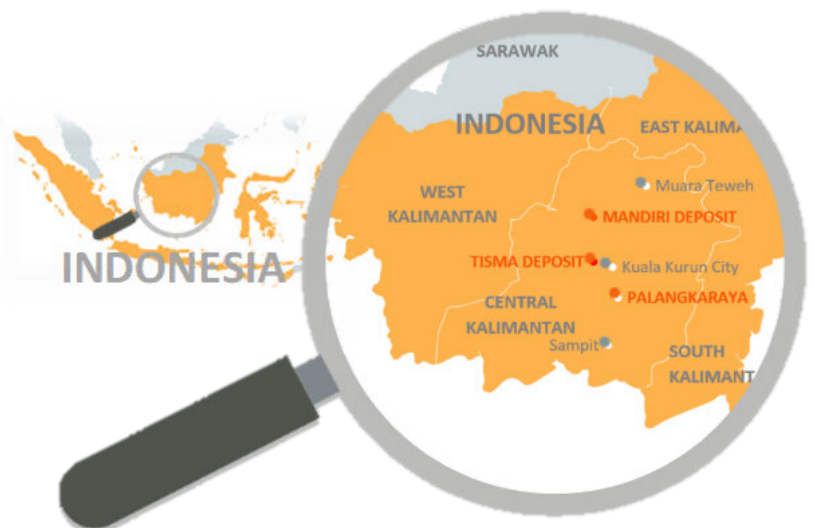 SARAWAK
INDONESIA
EAST KALIMA
Muara Teweh
WEST
KALIMANTAN
MANDIRI DEPOSIT
TISMA DEPOSIT
Kuala Kurun City
PALANGKARAYA
CENTRAL
KALIMANTAN
Sampit
SOUTH
KALIMANT
INDONESIA